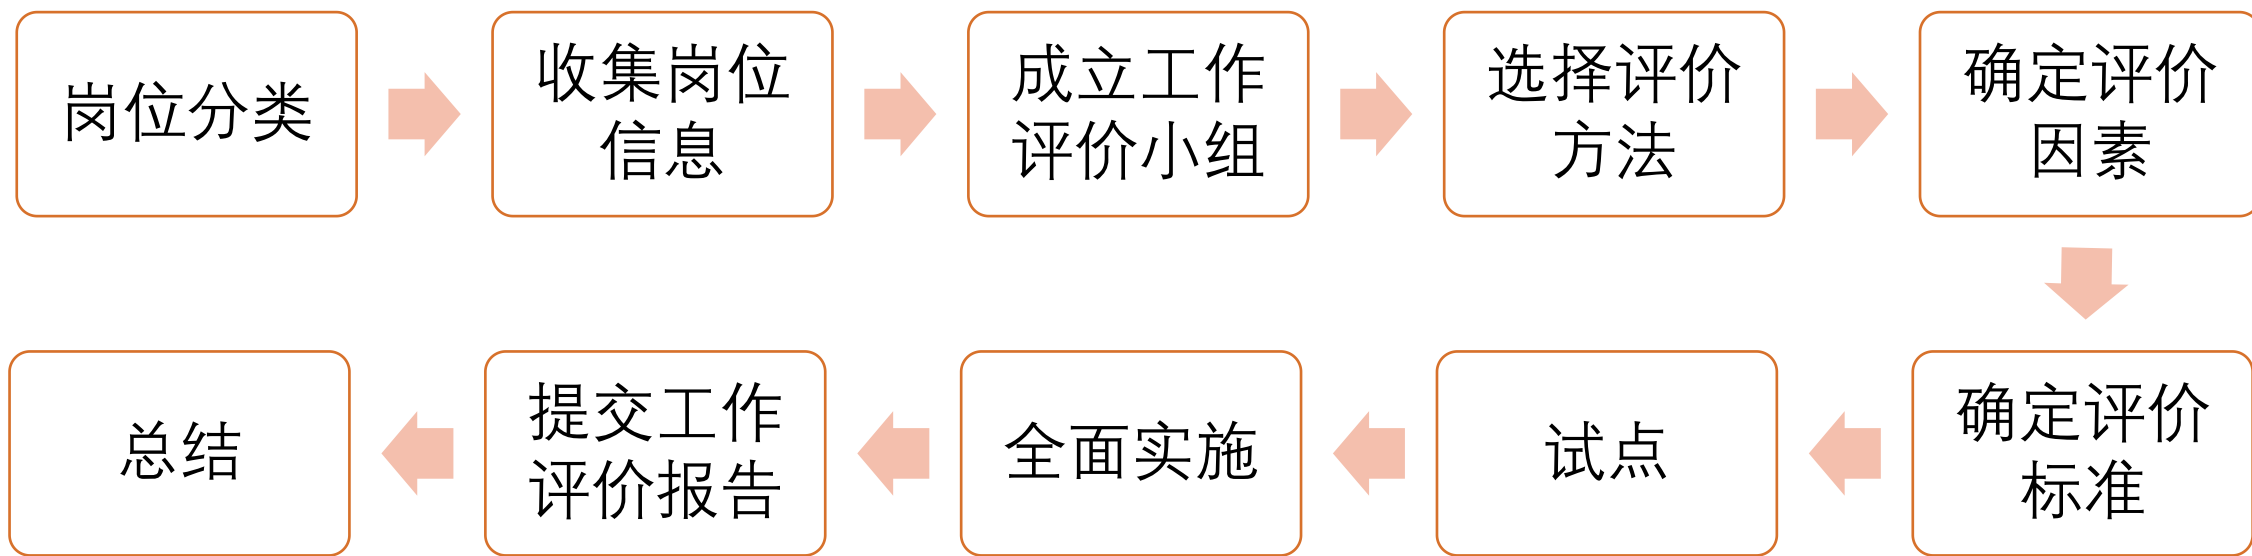 岗位分类
收集岗位
信息
成立工作
评价小组
选择评价
方法
确定评价
因素
确定评价
标准
试点
全面实施
提交工作
评价报告
总结